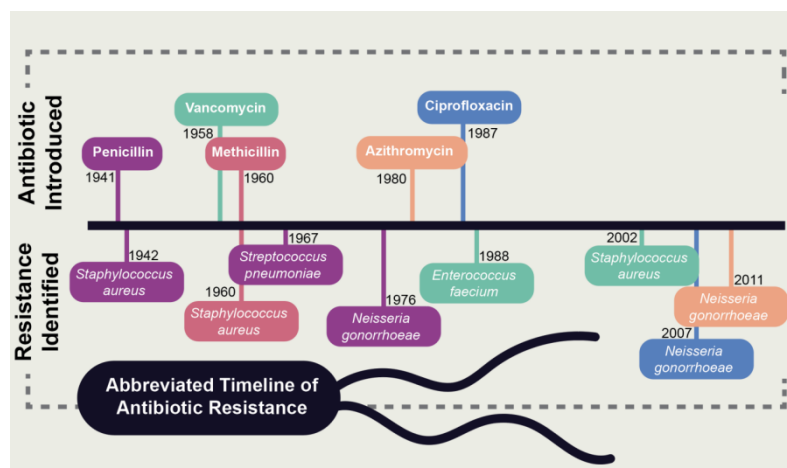 Antibiotic
Introduced
Vancomycin
1958
Ciprofloxacin
1987
Penicillin
1941
Methicillin
1960
Azithromycin
1980
Resistance
Identified
1942
Staphylococcus
aureus
1967
Streptococcus
pneumoniae
1960
Staphylococcus
aureus
1976
Neisseria
gonorrhoeae
1988
Enterococcus
faecium
2002
Staphylococcus
aureus
2011
Neisseria
gonorrhoeae
2007
Neisseria
gonorrhoeae
Abbreviated Timeline of
Antibiotic Resistance